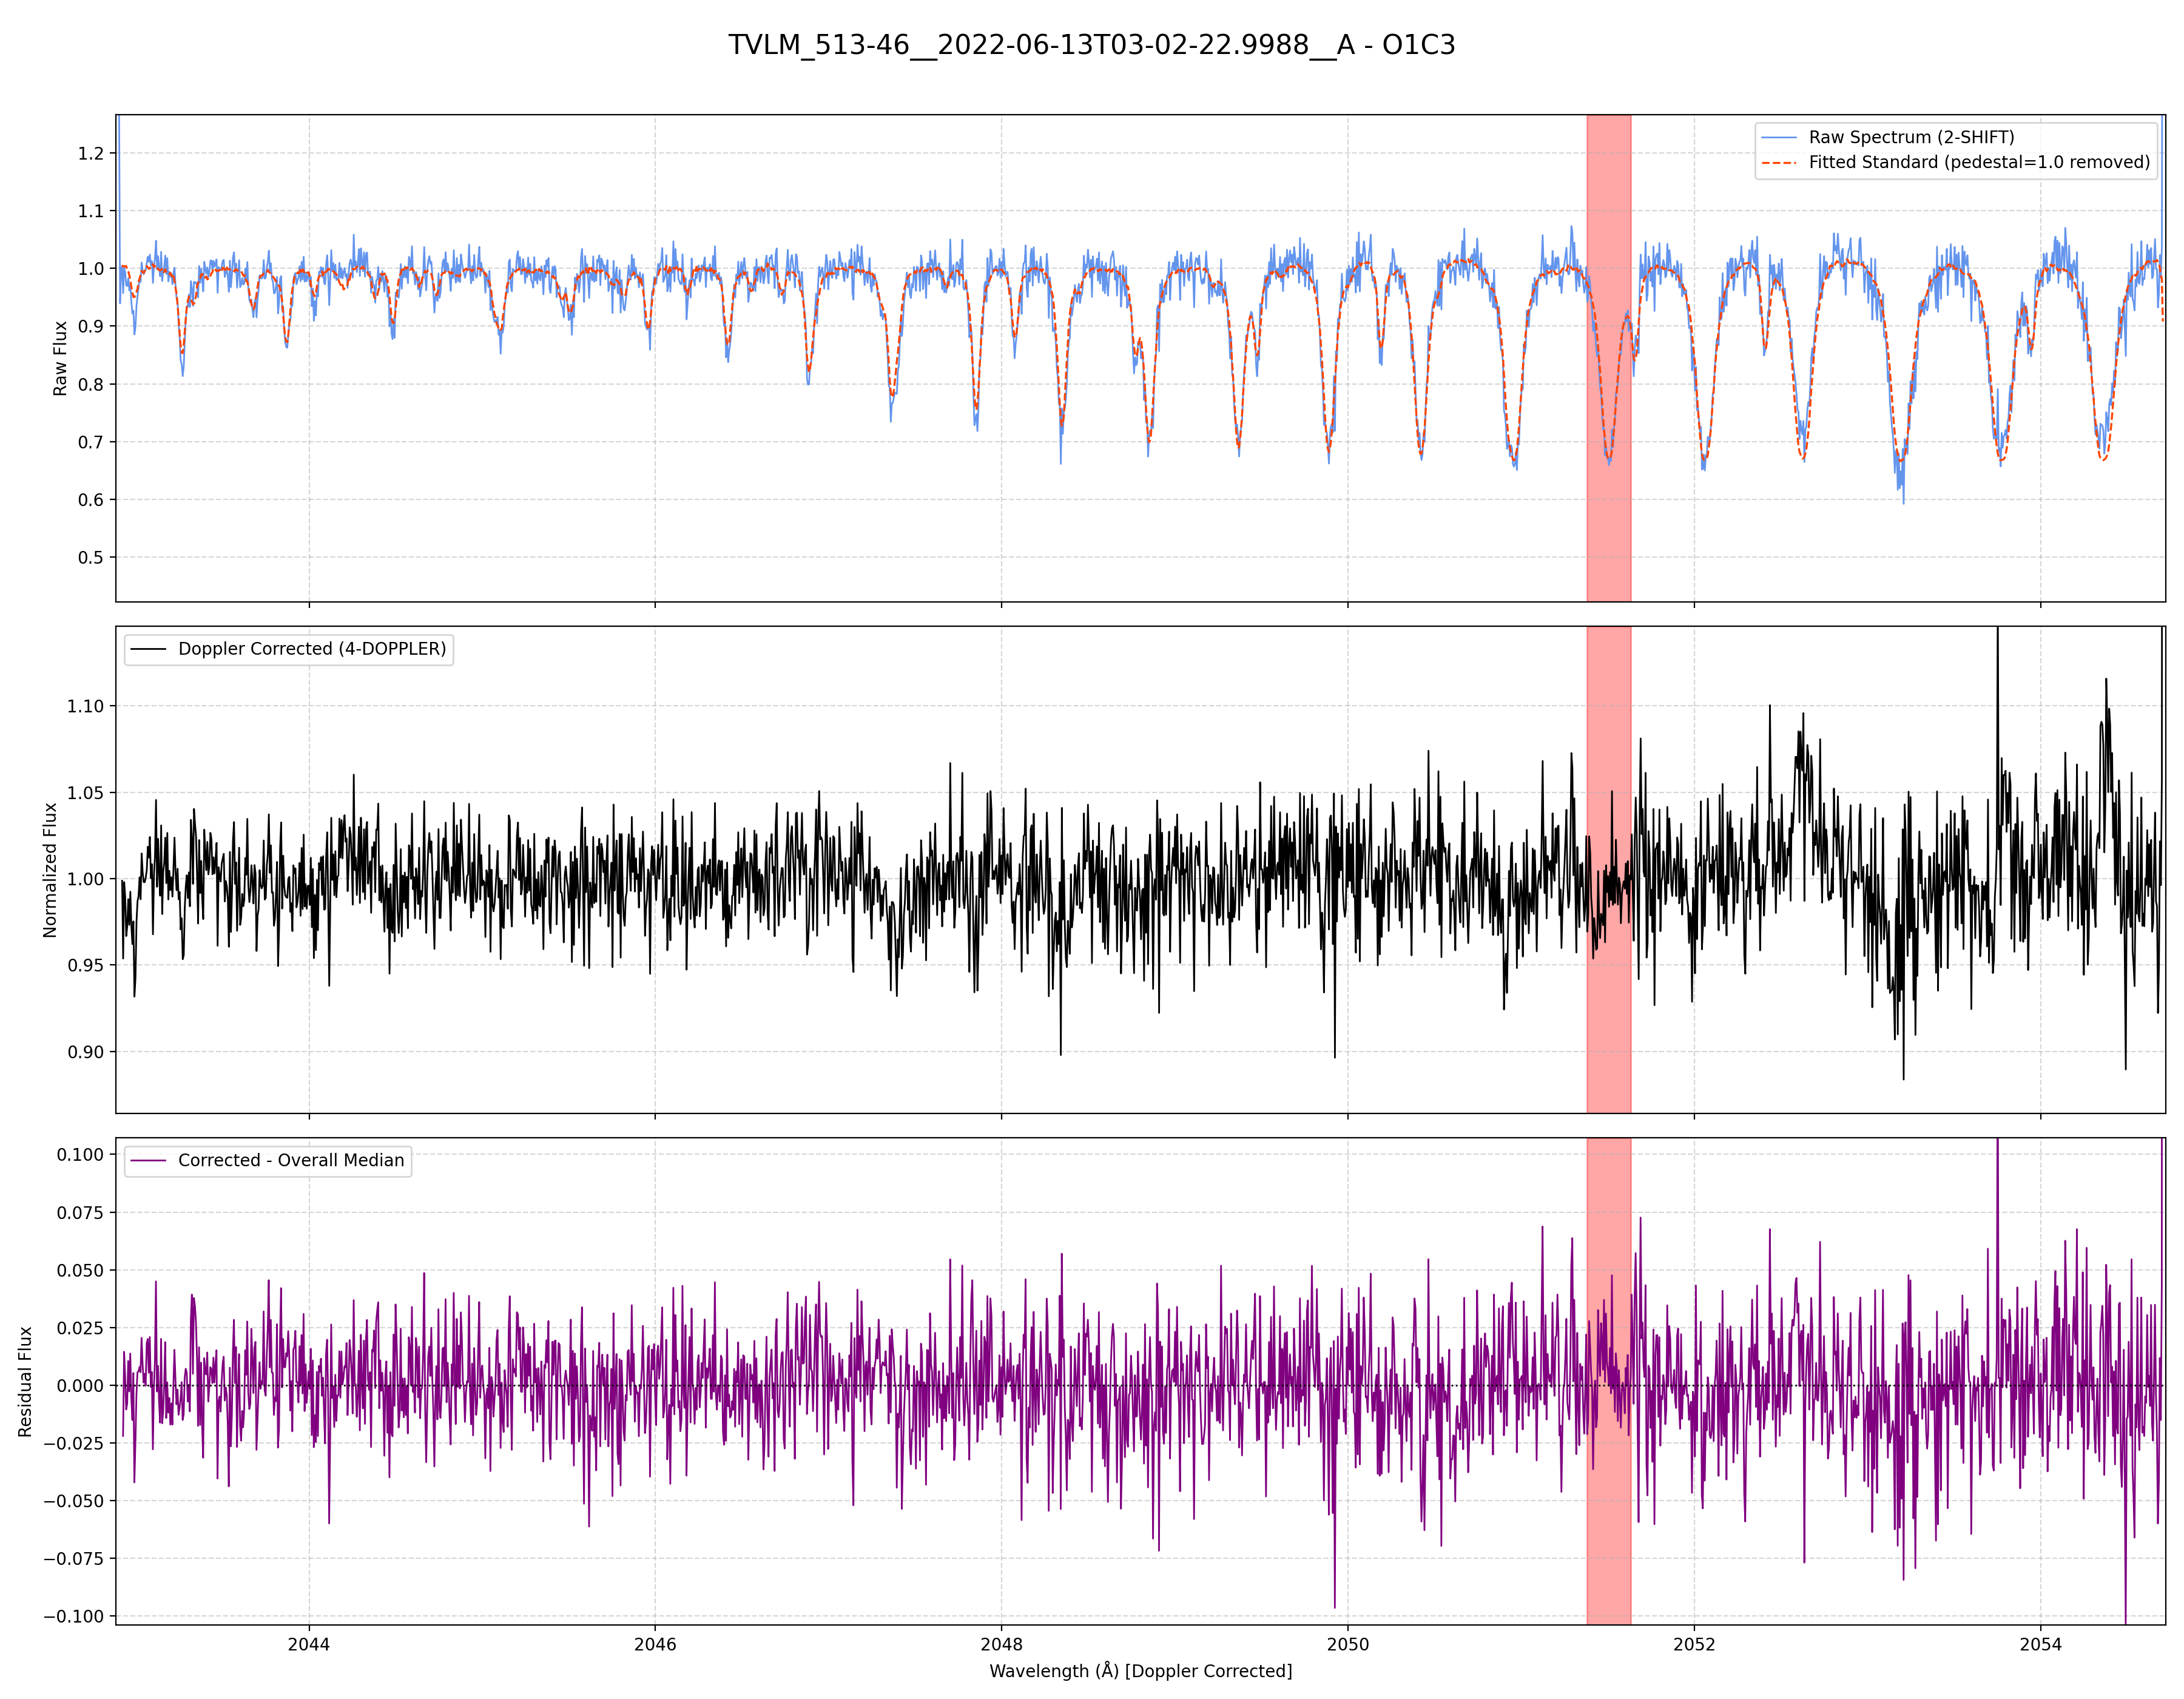 TVLM_513-46__2022-06-13T03-02-22.9988__A - O1C3
Raw Spectrum (2-SHIFT)
Fitted Standard (pedestal=1.0 removed)
1.2
1.1
1.0
0.9
0.8
0.7
0.6
0.5
Raw Flux
Doppler Corrected (4-DOPPLER)
1.10
1.05
1.00
0.95
0.90
Normalized Flux
Corrected - Overall Median
0.100
0.075
0.050
0.025
0.000
−0.025
−0.050
−0.075
−0.100
Residual Flux
2044 2046 2048 2050 2052 2054
Wavelength (Å) [Doppler Corrected]